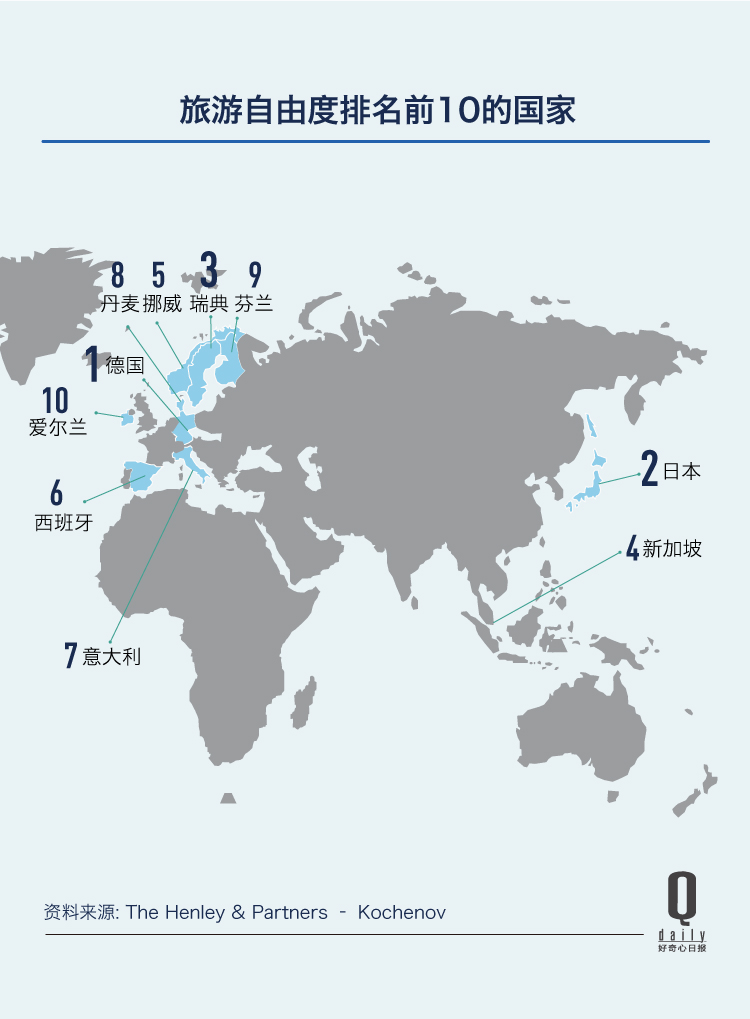 旅游自由度排名前10的国家
8 5 3 9
丹麦 挪威 瑞典 芬兰
1 德国
10
爱尔兰
2 日本
6
西班牙
4 新加坡
7 意大利
资料来源: The Henley & Partners - Kochenov
Q
daily
好奇心日报